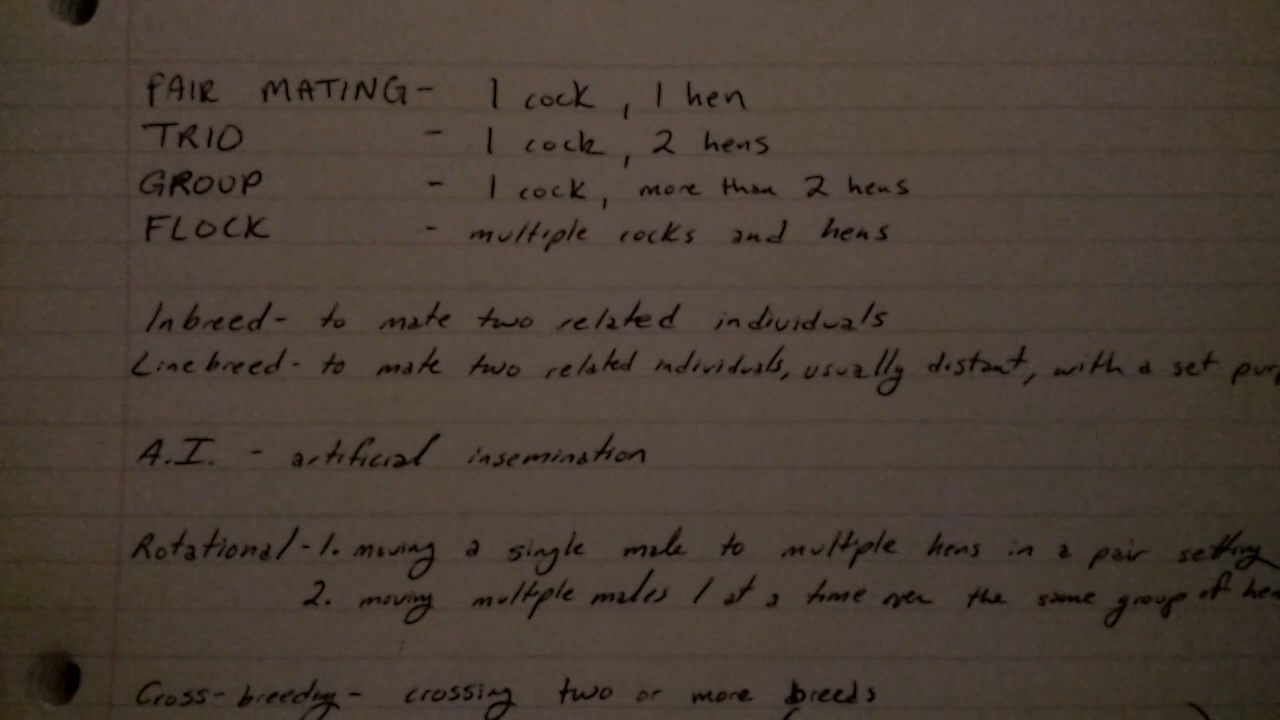 PAIR MATING - 1 cock, 1 hen
TRIO - 1 cock, 2 hens
GROUP - 1 cock, more than 2 hens
FLOCK - multiple cocks and hens
Inbreed - to mate two related individuals
Linebreed - to mate two related individuals, usually distant, with a set
A.I. - artificial insemination
Rotational - 1. moving a single male to multiple hens in a pair setting
2. moving multiple males 1 at a time over the same group of
Cross-breeding - crossing two or more breeds